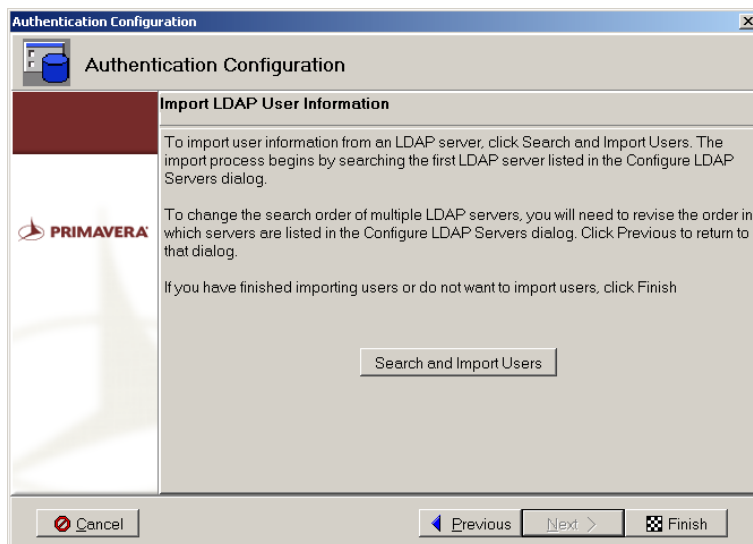 Authentication Configuration
Authentication Configuration
Import LDAP User Information
To import user information from an LDAP server, click Search and Import Users. The
import process begins by searching the first LDAP server listed in the Configure LDAP
Servers dialog.
To change the search order of multiple LDAP servers, you will need to revise the order in
which servers are listed in the Configure LDAP Servers dialog. Click Previous to return to
that dialog.
PRIMAVERA
If you have finished importing users or do not want to import users, click Finish
Search and Import Users
Cancel
Previous
Next >
Finish